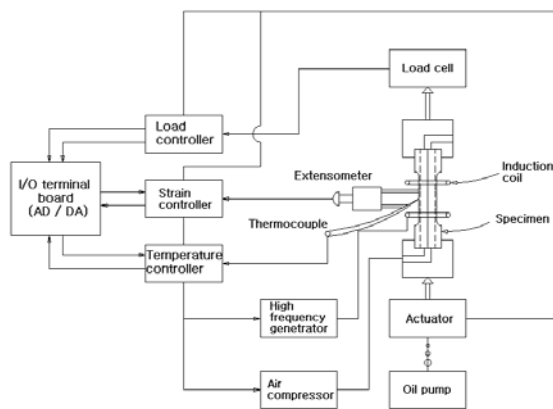 Load cell
Load
controller
I/O terminal
board
(AD / DA)
Strain
controller
Extensometer
Induction
coil
Thermocouple
Specimen
Temperature
controller
High
frequency
genetrator
Actuator
Air
compressor
Oil pump